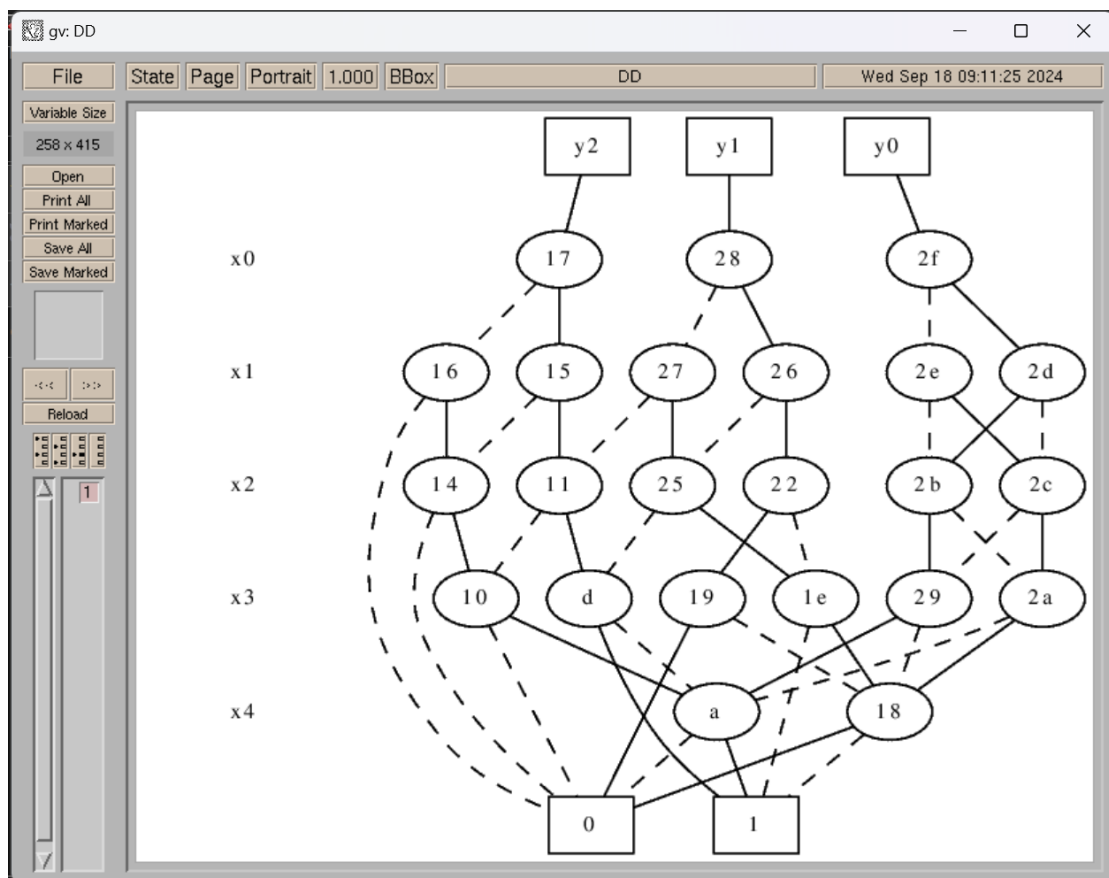 gv: DD
File State Page Portrait 1.000 BBox DD Wed Sep 18 09:11:25 2024
Variable Size
258 x 415
Open
Print All
Print Marked
Save All
Save Marked
<< >>
Reload
1
y2 y1 y0
x0 17 28 2f
x1 16 15 27 26 2e 2d
x2 14 11 25 22 2b 2c
x3 10 d 19 1e 29 2a
x4 a 18
0 1